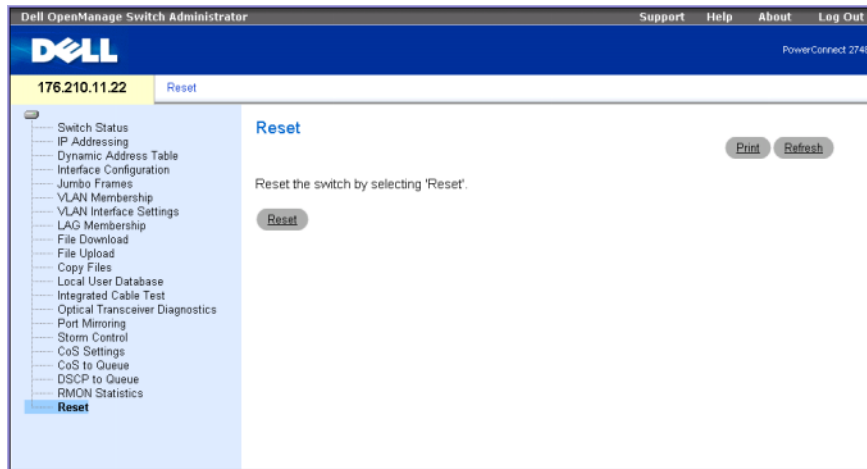 Dell OpenManage Switch Administrator
Support Help About Log Out
DELL
PowerConnect 2748
176.210.11.22 Reset
Switch Status
IP Addressing
Dynamic Address Table
Interface Configuration
Jumbo Frames
VLAN Membership
VLAN Interface Settings
LAG Membership
File Download
File Upload
Copy Files
Local User Database
Integrated Cable Test
Optical Transceiver Diagnostics
Port Mirroring
Storm Control
CoS Settings
CoS to Queue
DSCP to Queue
RMON Statistics
Reset
Reset
Print Refresh
Reset the switch by selecting 'Reset'.
Reset